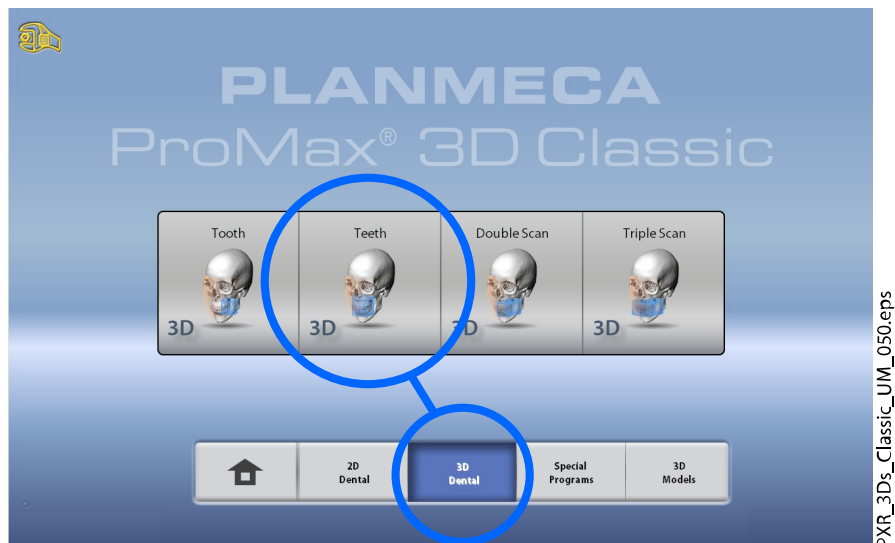 PLANMECA
ProMax® 3D Classic
Tooth
3D
Teeth
3D
Double Scan
3D
Triple Scan
3D
2D
Dental
3D
Dental
Special
Programs
3D
Models
PXR_3Ds_Classic_UM_050.eps